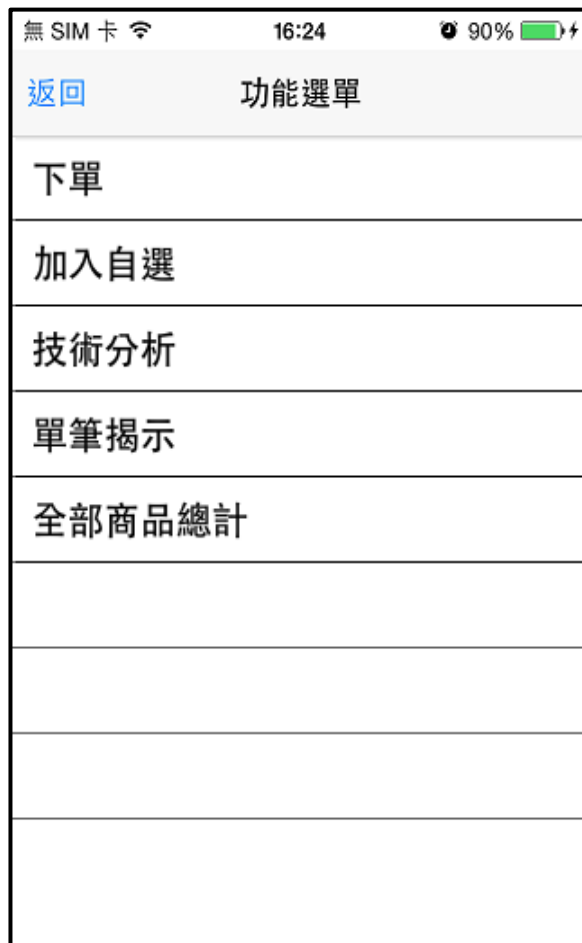 無 SIM 卡 16:24 90%
返回 功能選單
下單
加入自選
技術分析
單筆揭示
全部商品總計